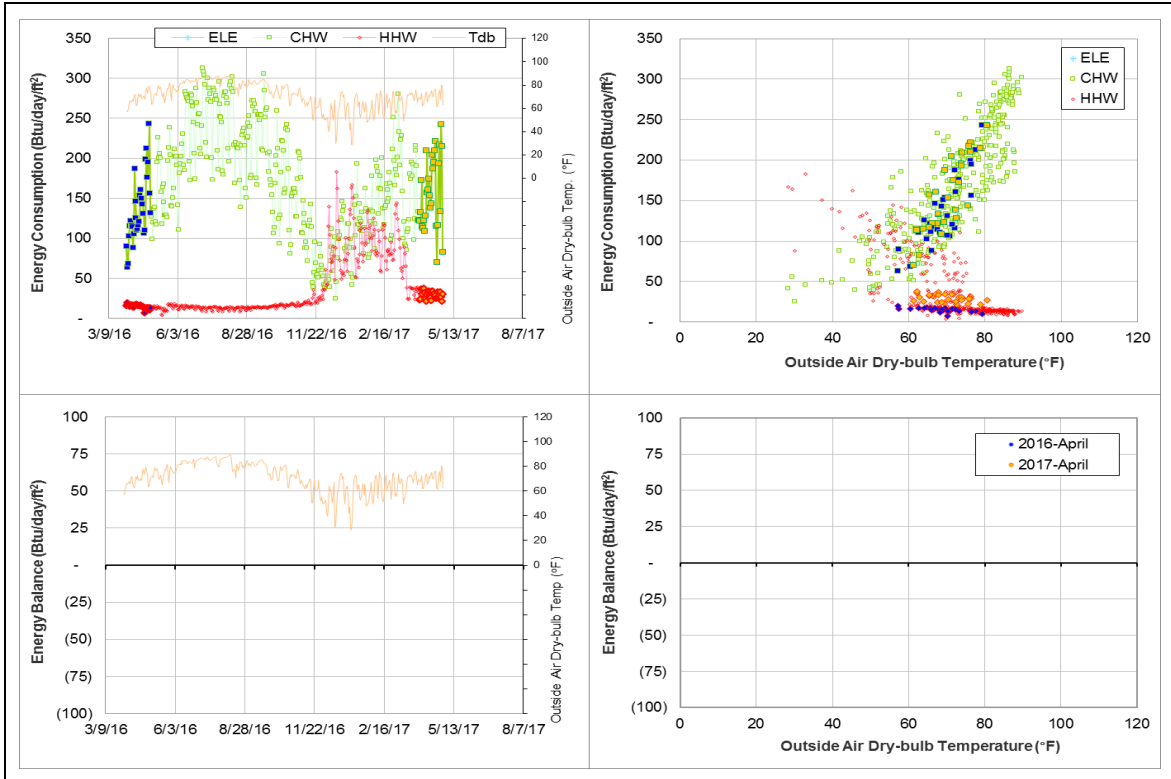 ELE CHW HHW Tdb
Energy Consumption (Btu/day/ft²)
350
300
250
200
150
100
50
-
120
100
80
60
40
20
0
Outside Air Dry-bulb Temp. (°F)
3/9/16 6/3/16 8/28/16 11/22/16 2/16/17 5/13/17 8/7/17
Energy Consumption (Btu/day/ft²)
350
300
250
200
150
100
50
-
ELE
CHW
HHW
0 20 40 60 80 100 120
Outside Air Dry-bulb Temperature (°F)
Energy Balance (Btu/day/ft²)
100
75
50
25
-
(25)
(50)
(75)
(100)
120
100
80
60
40
20
0
Outside Air Dry-bulb Temp (°F)
3/9/16 6/3/16 8/28/16 11/22/16 2/16/17 5/13/17 8/7/17
Energy Balance (Btu/day/ft²)
100
75
50
25
-
(25)
(50)
(75)
(100)
2016-April
2017-April
0 20 40 60 80 100 120
Outside Air Dry-bulb Temperature (°F)